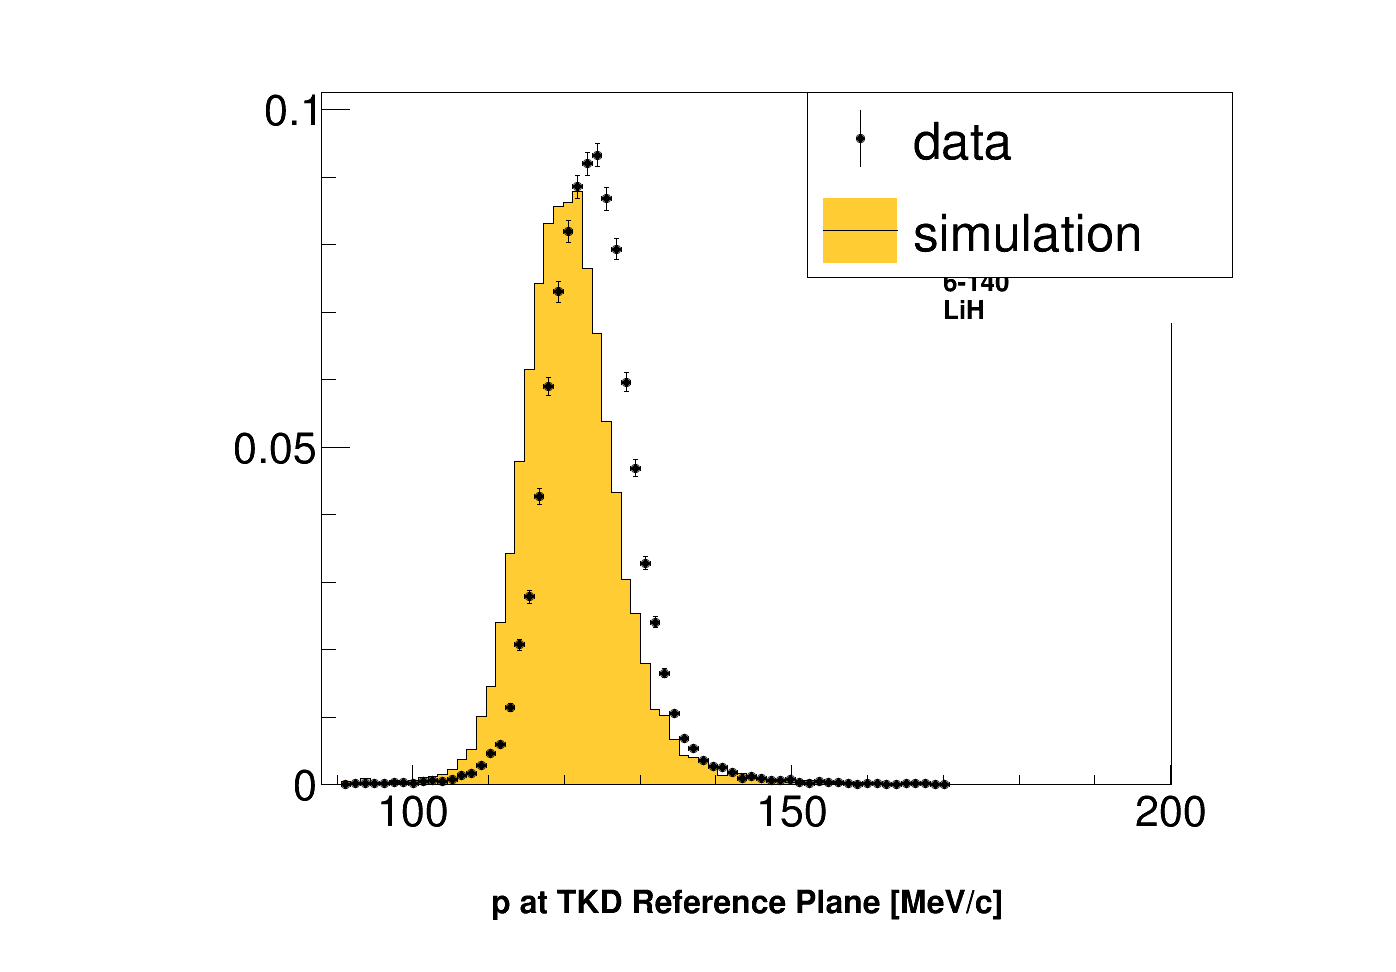 0.1
data
simulation
6-140
LiH
0.05
0
100
150
200
p at TKD Reference Plane [MeV/c]